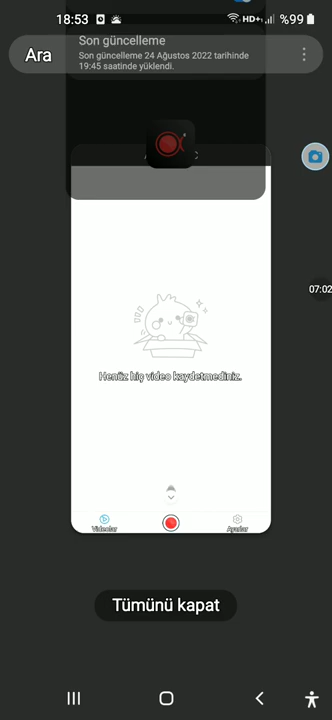 18:53
HD+
%99
Son güncelleme
Son güncelleme 24 Ağustos 2022 tarihinde
19:45 saatinde yüklendi.
Ara
07:02
Henüz hiç video kaydetmediniz.
Videolar
Ayarlar
Tümünü kapat